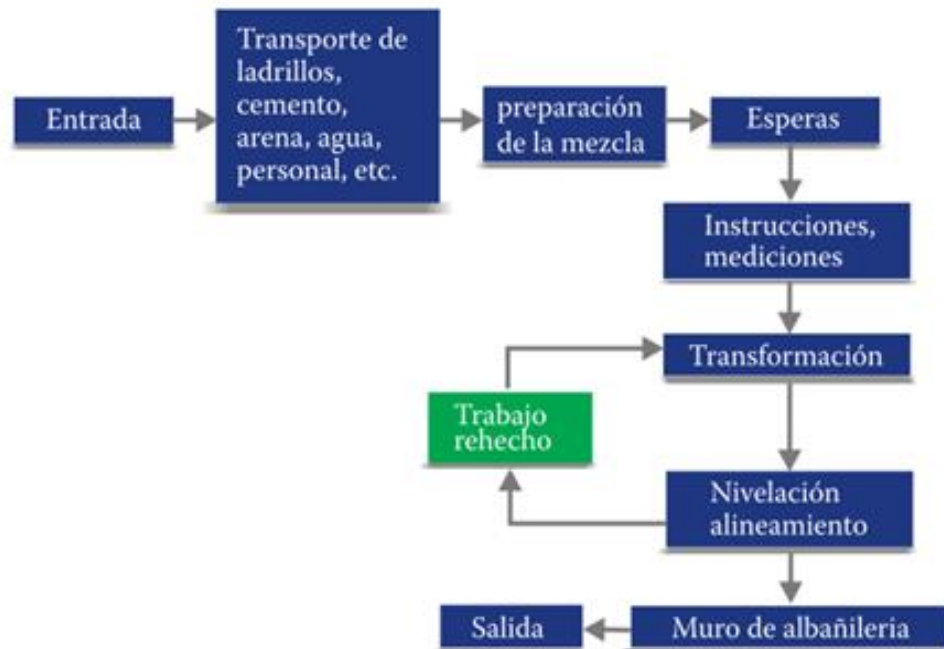 Entrada
Transporte de
ladrillos,
cemento,
arena, agua,
personal, etc.
preparación
de la mezcla
Esperas
Instrucciones,
mediciones
Transformación
Trabajo
rehecho
Nivelación
alineamiento
Muro de albañileria
Salida